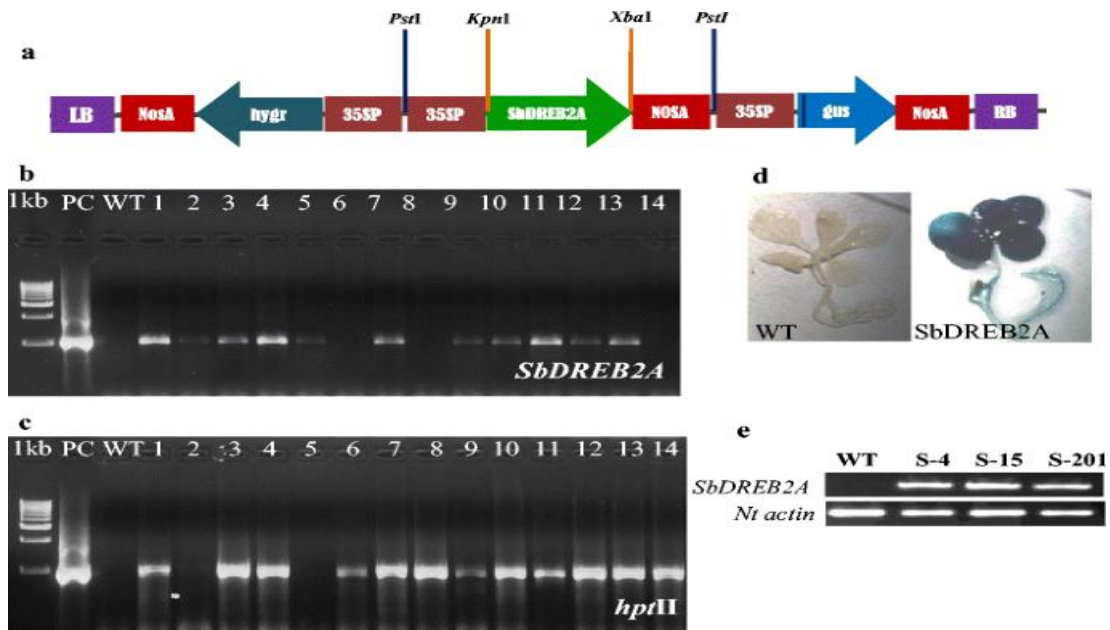 a
PstI Kpn1 Xba1 PstI
LB NosA hygr 35SP 35SP SbDREB2A NOSA 35SP gus NosA RB
b
1kb PC WT 1 2 3 4 5 6 7 8 9 10 11 12 13 14
SbDREB2A
c
1kb PC WT 1 2 3 4 5 6 7 8 9 10 11 12 13 14
hptII
d
WT SbDREB2A
e
WT S-4 S-15 S-201
SbDREB2A
Nt actin